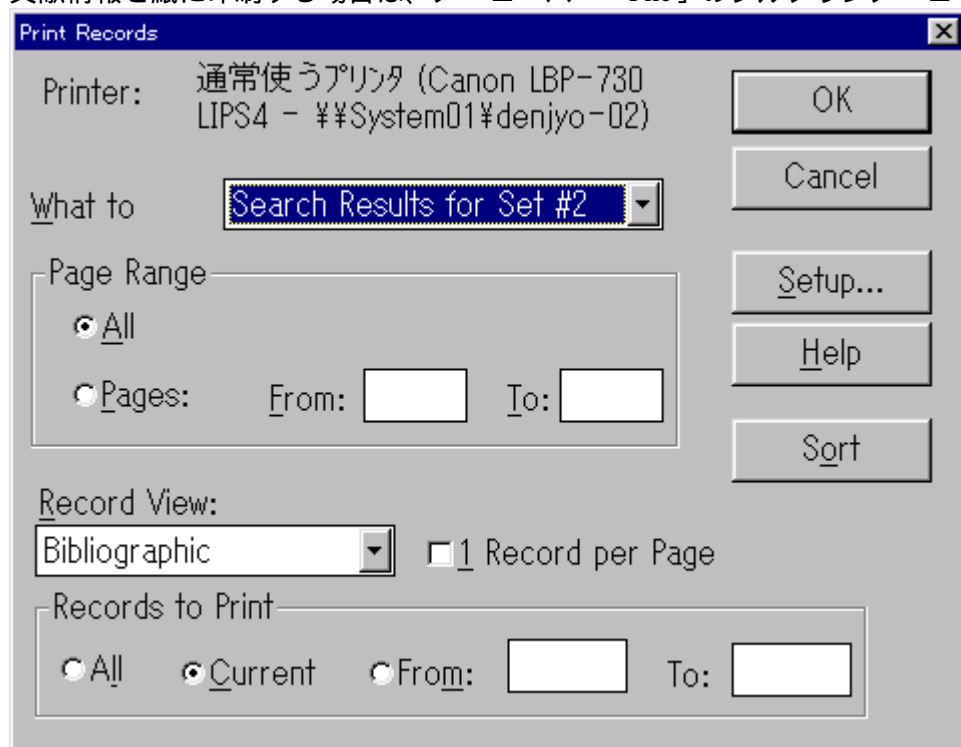 Print Records
Printer: 通常使うプリンタ (Canon LBP-730
LIPS4 - ¥¥System01¥denjyo-02)
OK
Cancel
What to Search Results for Set #2
Page Range
All
Pages: From: To:
Setup...
Help
Sort
Record View:
Bibliographic 1 Record per Page
Records to Print
All Current From: To: